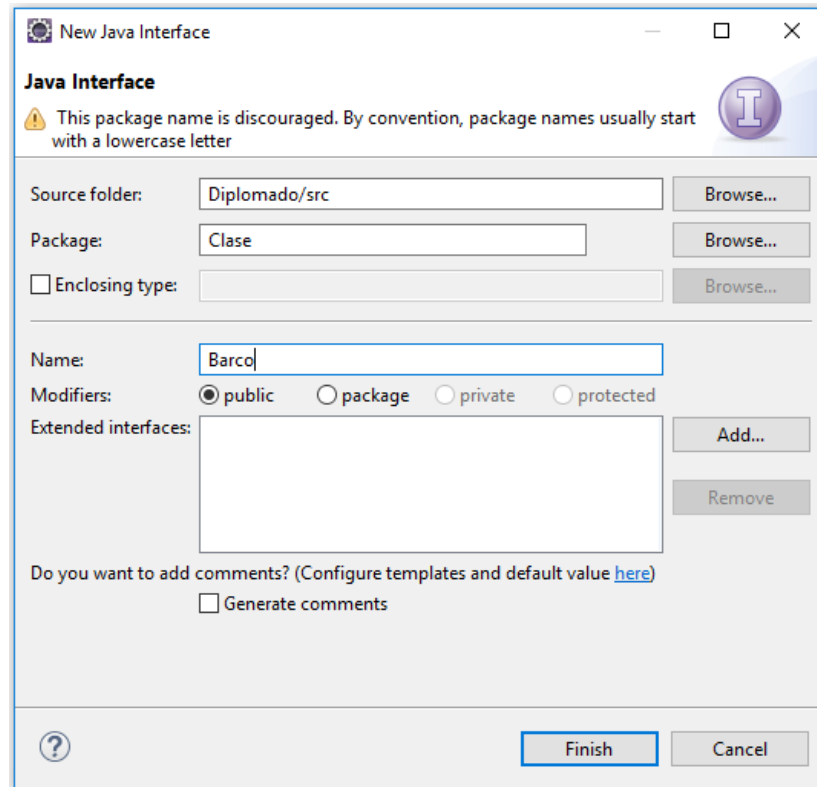 New Java Interface
Java Interface
This package name is discouraged. By convention, package names usually start
with a lowercase letter
Source folder: Diplomado/src Browse...
Package: Clase Browse...
Enclosing type: Browse...
Name: Barco
Modifiers: public package private protected
Extended interfaces: Add...
Remove
Do you want to add comments? (Configure templates and default value here)
Generate comments
? Finish Cancel